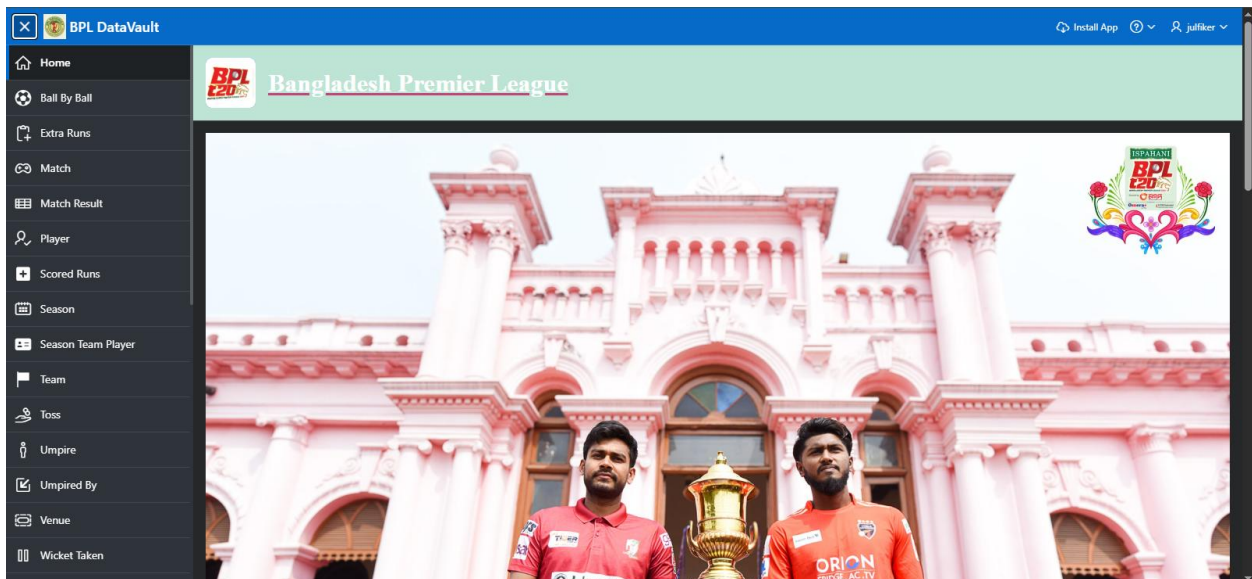 BPL DataVault
Install App
julfiker
Home
Ball By Ball
Extra Runs
Match
Match Result
Player
Scored Runs
Season
Season Team Player
Team
Toss
Umpire
Umpired By
Venue
Wicket Taken
BPL
t20
Bangladesh Premier League
ISPAHANI
BPL
t20
TIGER
ORION